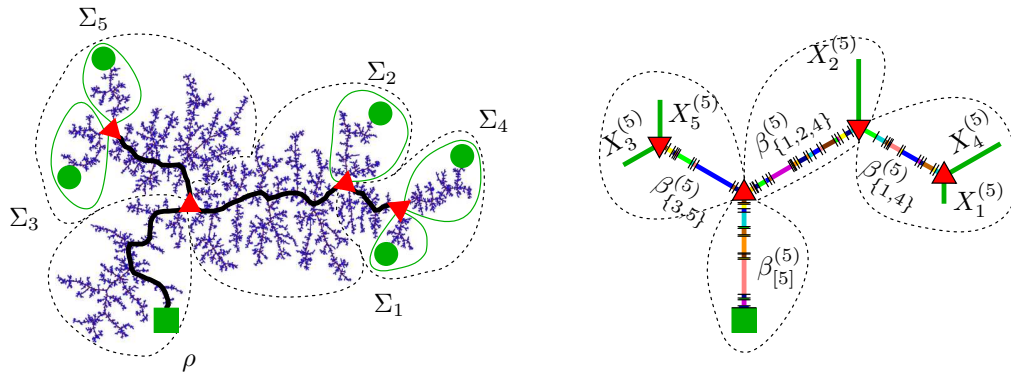 Σ₅
Σ₂
Σ₄
Σ₃
Σ₁
ρ
X₂⁽⁵⁾
X₃⁽⁵⁾
X₅⁽⁵⁾
β⁽⁵⁾_{1,2,4}
X₄⁽⁵⁾
β⁽⁵⁾_{3,5}
β⁽⁵⁾_{1,4}
X₁⁽⁵⁾
β⁽⁵⁾_[5]